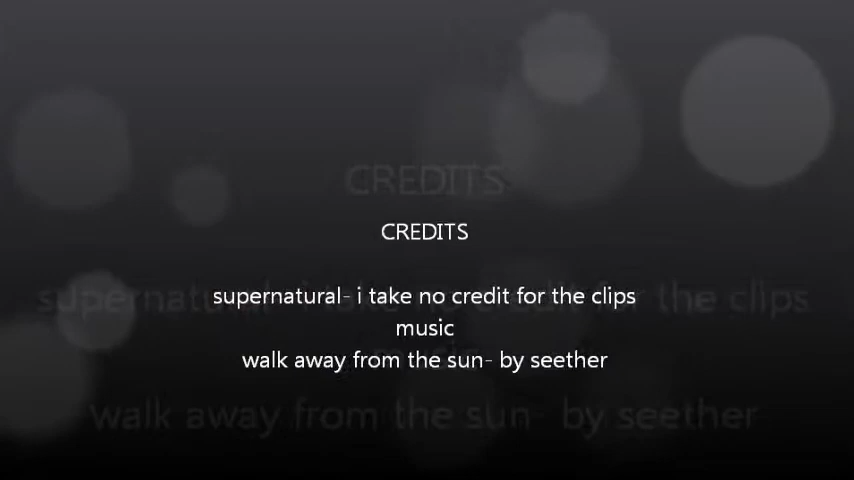 CREDITS
supernatural- i take no credit for the clips
music
walk away from the sun- by seether